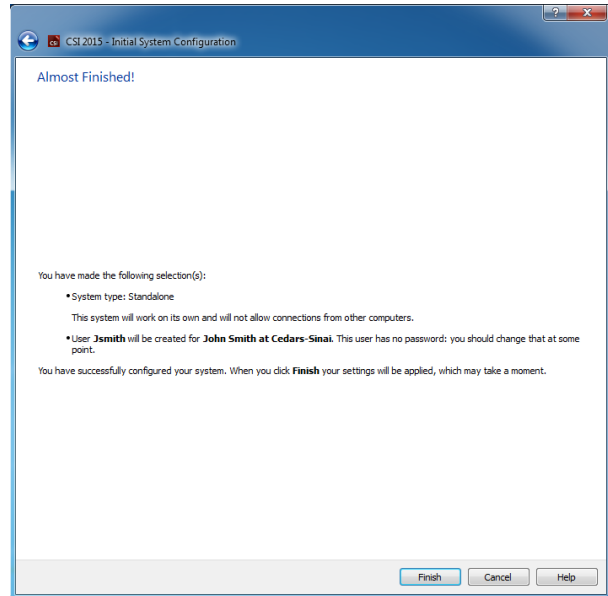 ?
x
CSI 2015 - Initial System Configuration
Almost Finished!
You have made the following selection(s):
• System type: Standalone
This system will work on its own and will not allow connections from other computers.
• User Jsmith will be created for John Smith at Cedars-Sinai. This user has no password: you should change that at some
point.
You have successfully configured your system. When you click Finish your settings will be applied, which may take a moment.
Finish
Cancel
Help